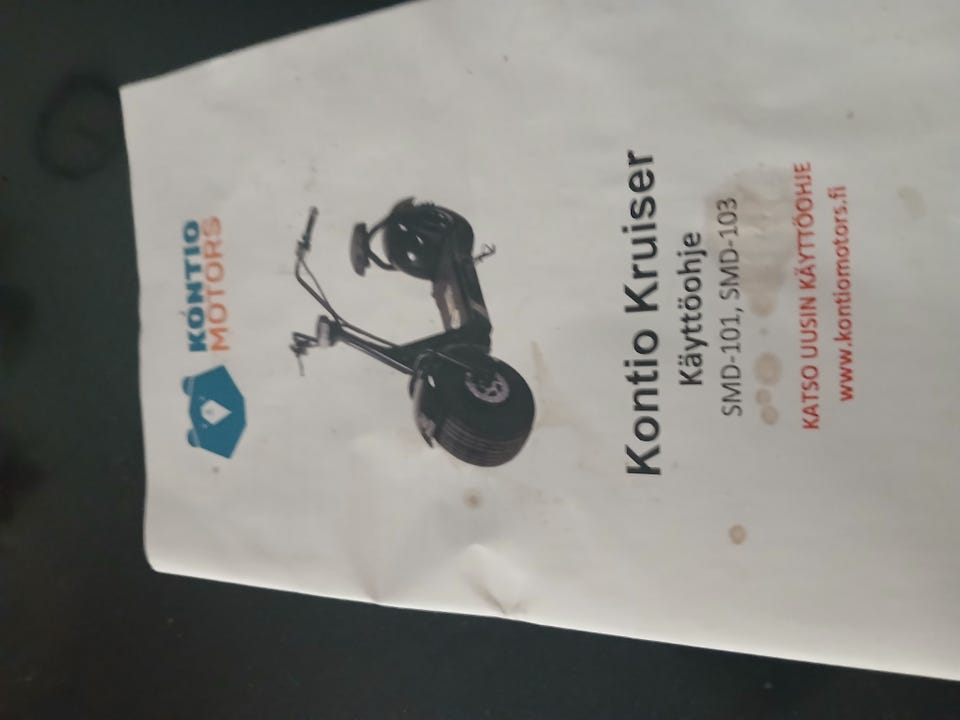 KONTIO
MOTORS
Kontio Kruiser
Käyttöohje
SMD-101, SMD-103
KATSO UUSIN KÄYTTÖOHJE
www.kontiomotors.fi